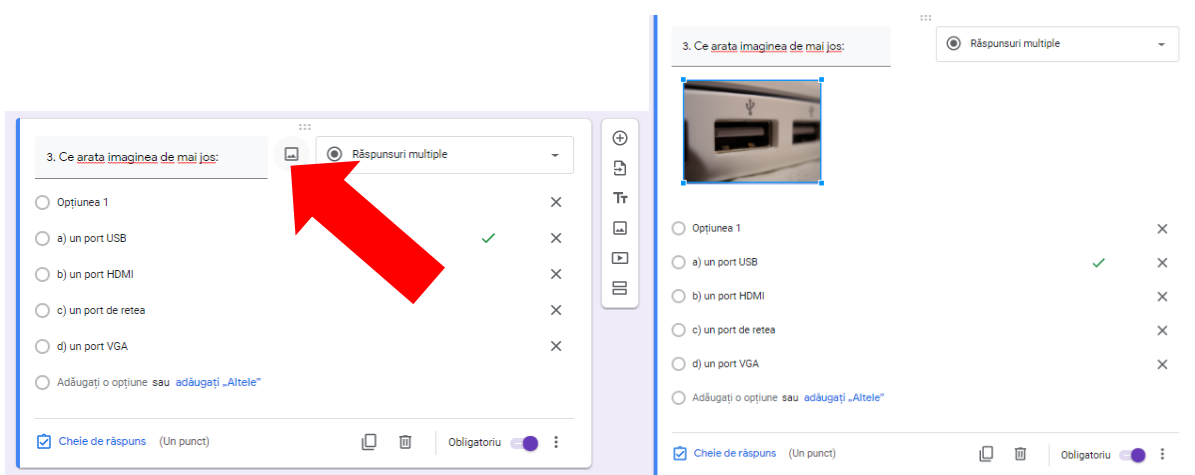 3. Ce arata imaginea de mai jos:
Răspunsuri multiple
Opțiunea 1
a) un port USB
b) un port HDMI
c) un port de retea
d) un port VGA
Adăugați o opțiune sau adăugați „Altele”
Cheie de răspuns (Un punct)
Obligatoriu
Tт
3. Ce arata imaginea de mai jos:
Răspunsuri multiple
Opțiunea 1
a) un port USB
b) un port HDMI
c) un port de retea
d) un port VGA
Adăugați o opțiune sau adăugați „Altele”
Cheie de răspuns (Un punct)
Obligatoriu